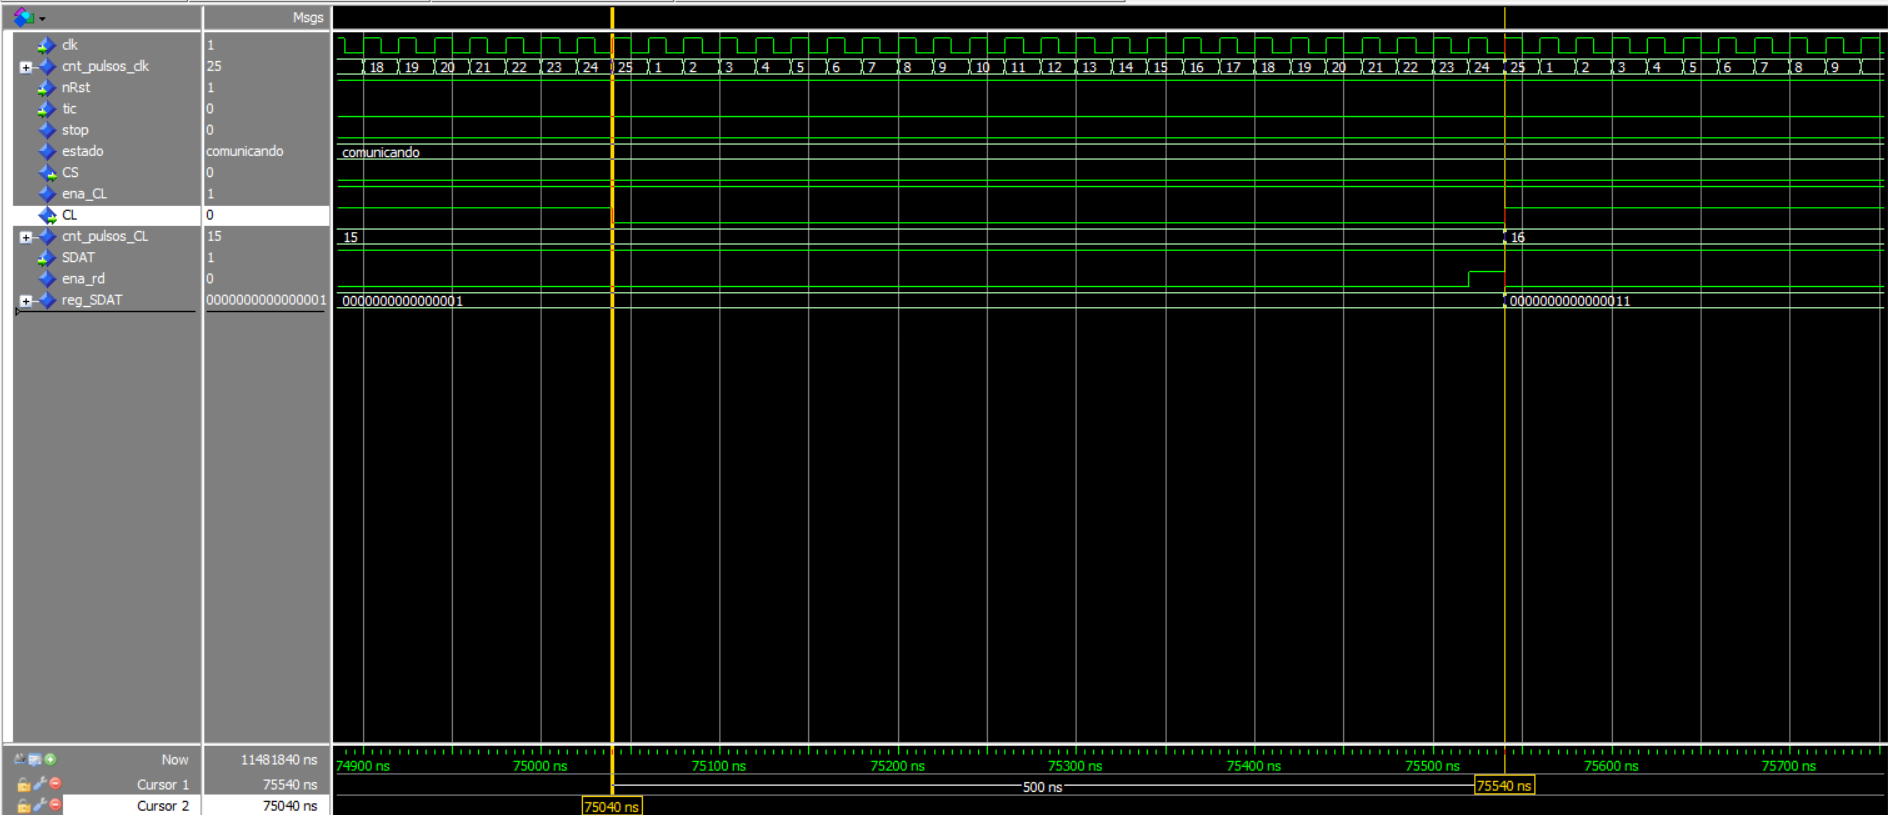 Msgs
clk 1
cnt_pulsos_clk 25 18 19 20 21 22 23 24 25 1 2 3 4 5 6 7 8 9 10 11 12 13 14 15 16 17 18 19 20 21 22 23 24 25 1 2 3 4 5 6 7 8 9
nRst 1
tic 0
stop 0
estado comunicando comunicando
CS 0
ena_CL 1
CL 0
cnt_pulsos_CL 15 15 16
SDAT 1
ena_rd 0
reg_SDAT 0000000000000001 0000000000000001 0000000000000011
Now 11481840 ns 74900 ns 75000 ns 75100 ns 75200 ns 75300 ns 75400 ns 75500 ns 75600 ns 75700 ns
Cursor 1 75540 ns 500 ns 75540 ns
Cursor 2 75040 ns 75040 ns